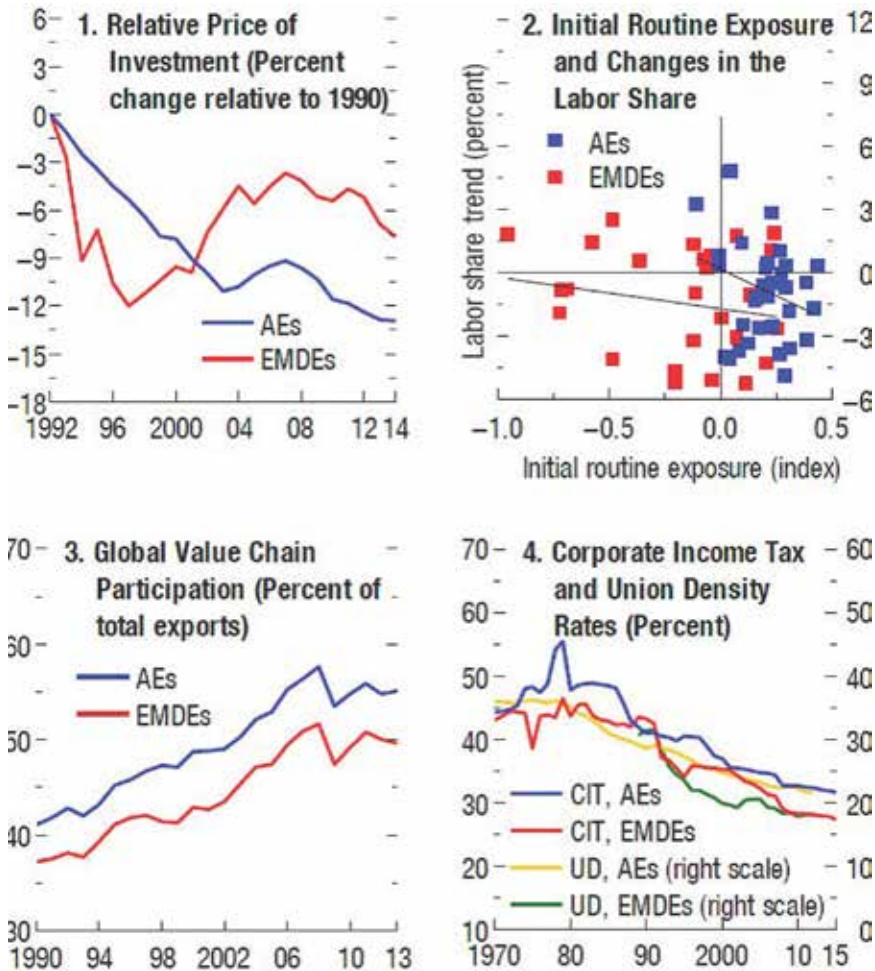 1. Relative Price of
Investment (Percent
change relative to 1990)
6
3
0
–3
–6
–9
–12
–15
–18
AEs
EMDEs
1992 96 2000 04 08 12 14
2. Initial Routine Exposure
and Changes in the
Labor Share
AEs
EMDEs
Labor share trend (percent)
12
9
6
3
0
–3
–6
–1.0 –0.5 0.0 0.5
Initial routine exposure (index)
3. Global Value Chain
Participation (Percent of
total exports)
70
60
50
40
30
AEs
EMDEs
1990 94 98 2002 06 10 13
4. Corporate Income Tax
and Union Density
Rates (Percent)
70
60
50
40
30
20
10
60
50
40
30
20
10
0
CIT, AEs
CIT, EMDEs
UD, AEs (right scale)
UD, EMDEs (right scale)
1970 80 90 2000 10 15